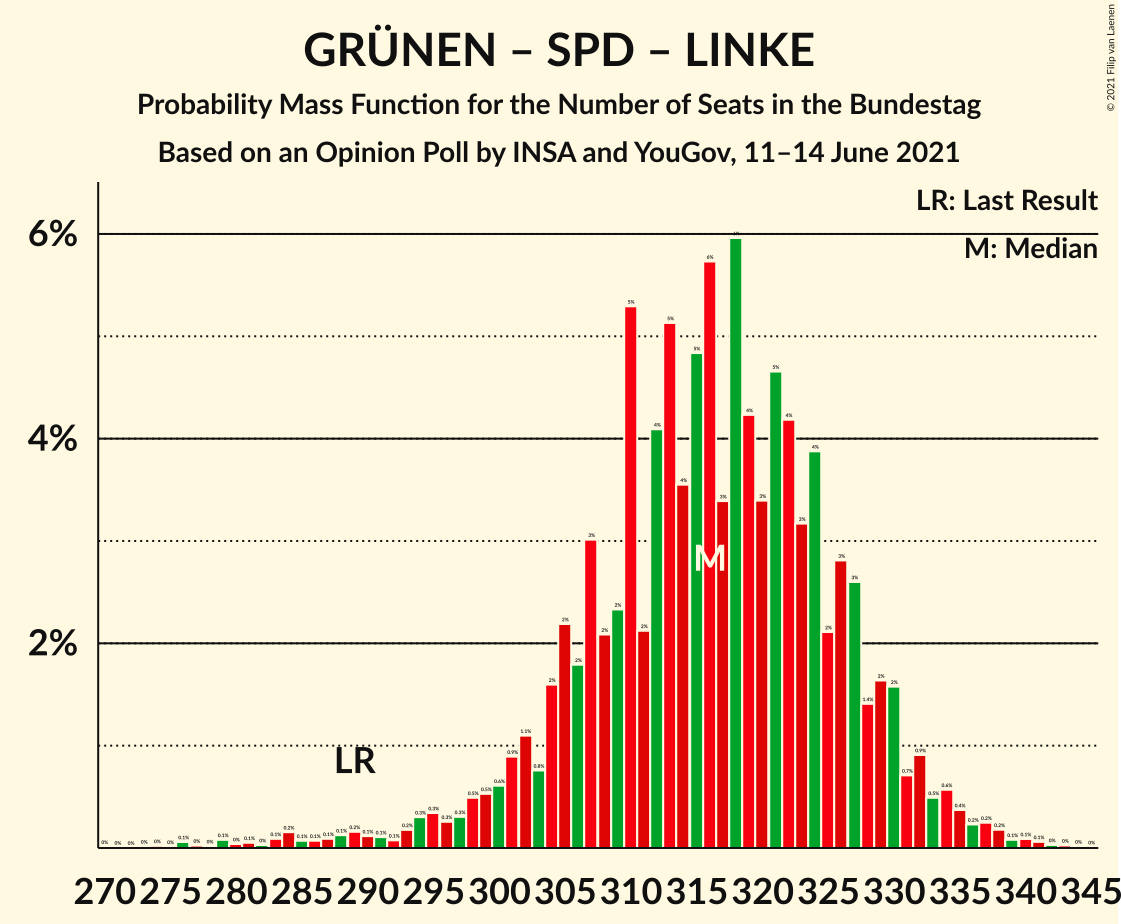 GRÜNEN – SPD – LINKE
Probability Mass Function for the Number of Seats in the Bundestag
Based on an Opinion Poll by INSA and YouGov, 11–14 June 2021
© 2021 Filip van Laenen
LR: Last Result
M: Median
6%
4%
2%
LR
M
270 275 280 285 290 295 300 305 310 315 320 325 330 335 340 345